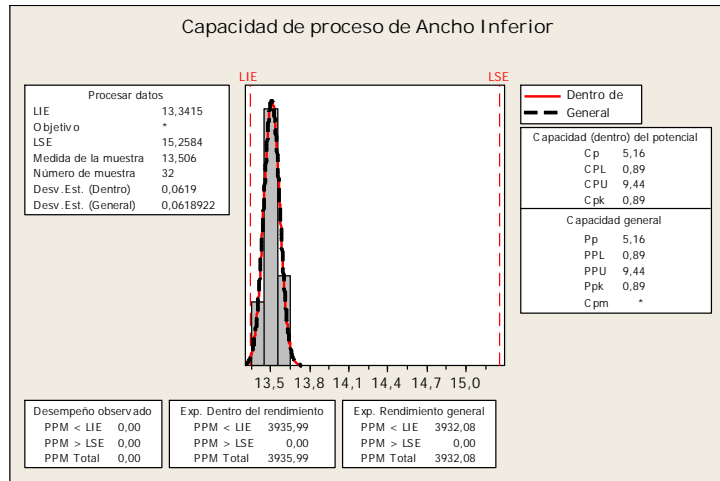 Capacidad de proceso de Ancho Inferior
LIE LSE
Procesar datos
LIE 13,3415
Objetivo *
LSE 15,2584
Medida de la muestra 13,506
Número de muestra 32
Desv.Est. (Dentro) 0,0619
Desv.Est. (General) 0,0618922
Dentro de
General
Capacidad (dentro) del potencial
Cp 5,16
CPL 0,89
CPU 9,44
Cpk 0,89
Capacidad general
Pp 5,16
PPL 0,89
PPU 9,44
Ppk 0,89
Cpm *
13,5 13,8 14,1 14,4 14,7 15,0
Desempeño observado
PPM < LIE 0,00
PPM > LSE 0,00
PPM Total 0,00
Exp. Dentro del rendimiento
PPM < LIE 3935,99
PPM > LSE 0,00
PPM Total 3935,99
Exp. Rendimiento general
PPM < LIE 3932,08
PPM > LSE 0,00
PPM Total 3932,08